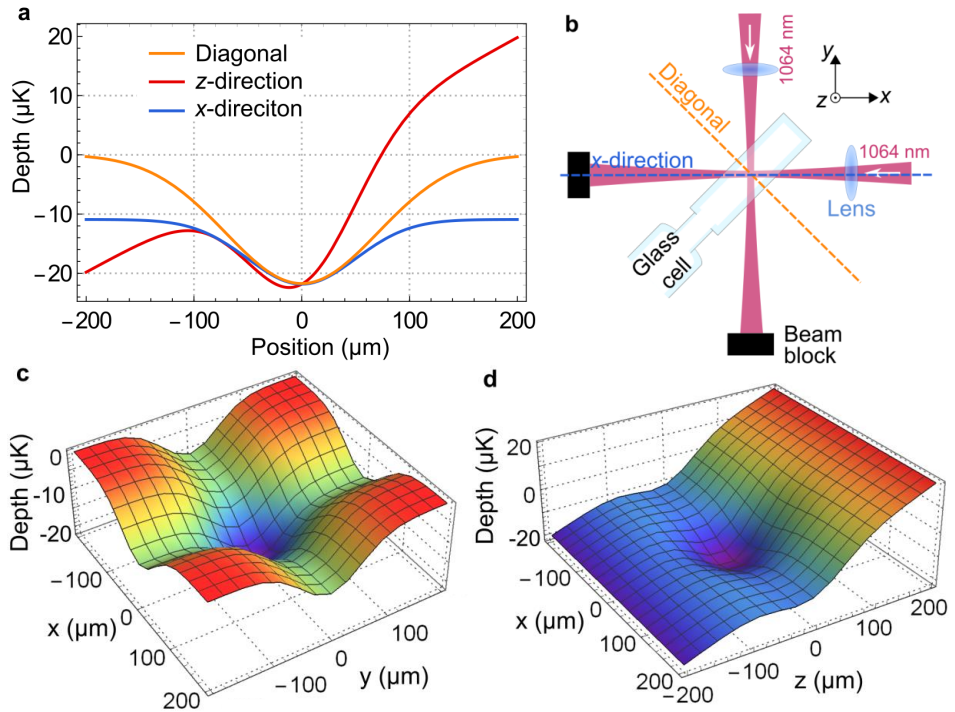 a
Depth (µK)
20
10
0
−10
−20
Diagonal
z-direction
x-direciton
−200
−100
0
100
200
Position (µm)
b
1064 nm
y
z
x
Diagonal
x-direction
1064 nm
Lens
Glass
cell
Beam
block
c
Depth (µK)
0
-10
-20
−100
0
100
200
x (µm)
−100
0
100
y (µm)
d
Depth (µK)
20
0
-20
−100
0
100
200
x (µm)
−200
−100
0
100
200
z (µm)